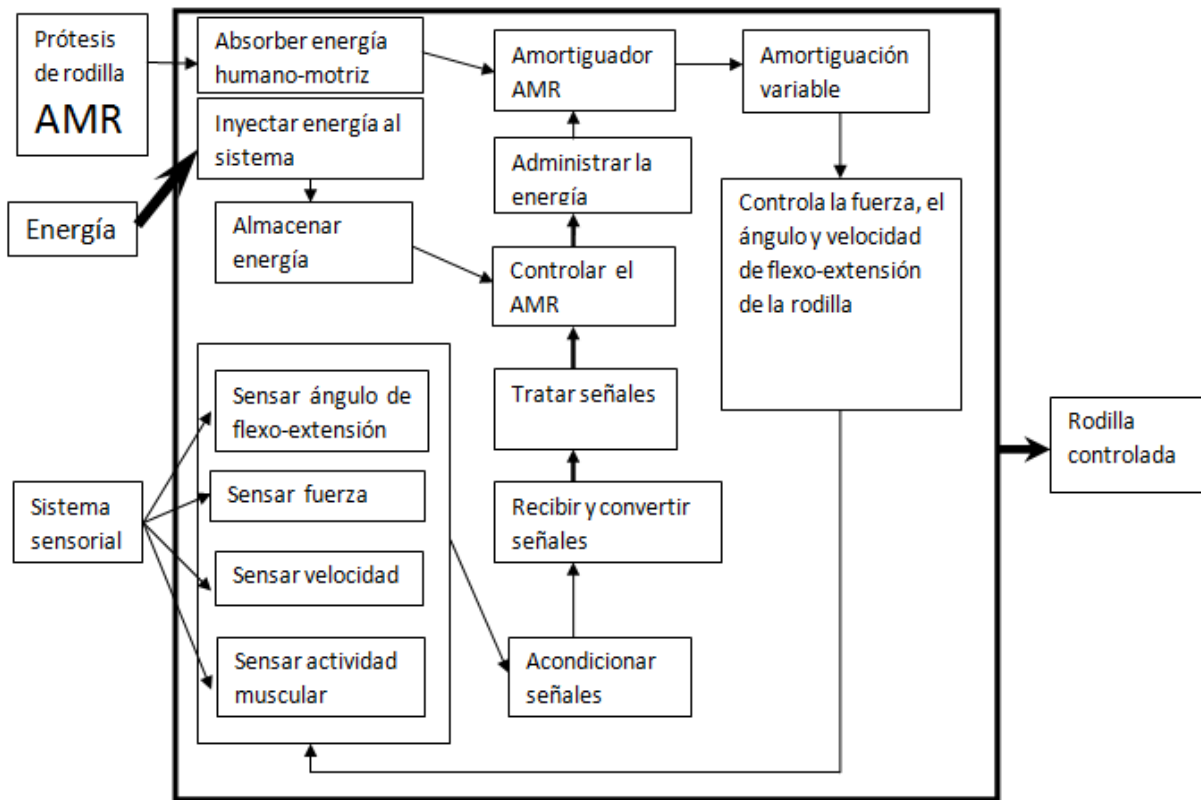 Prótesis
de rodilla
AMR
Energía
Sistema
sensorial
Absorber energía
humano-motriz
Inyectar energía al
sistema
Almacenar
energía
Sensar ángulo de
flexo-extensión
Sensar fuerza
Sensar velocidad
Sensar actividad
muscular
Amortiguador
AMR
Administrar la
energía
Controlar el
AMR
Tratar señales
Recibir y convertir
señales
Acondicionar
señales
Amortiguación
variable
Controla la fuerza, el
ángulo y velocidad
de flexo-extensión
de la rodilla
Rodilla
controlada